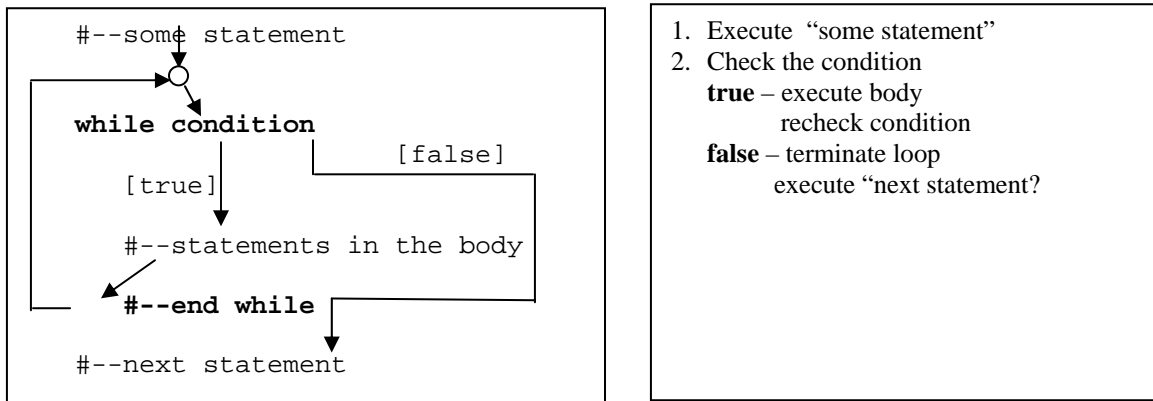 #--some statement
while condition
[false]
[true]
#--statements in the body
#--end while
#--next statement
1. Execute “some statement”
2. Check the condition
true – execute body
recheck condition
false – terminate loop
execute “next statement?